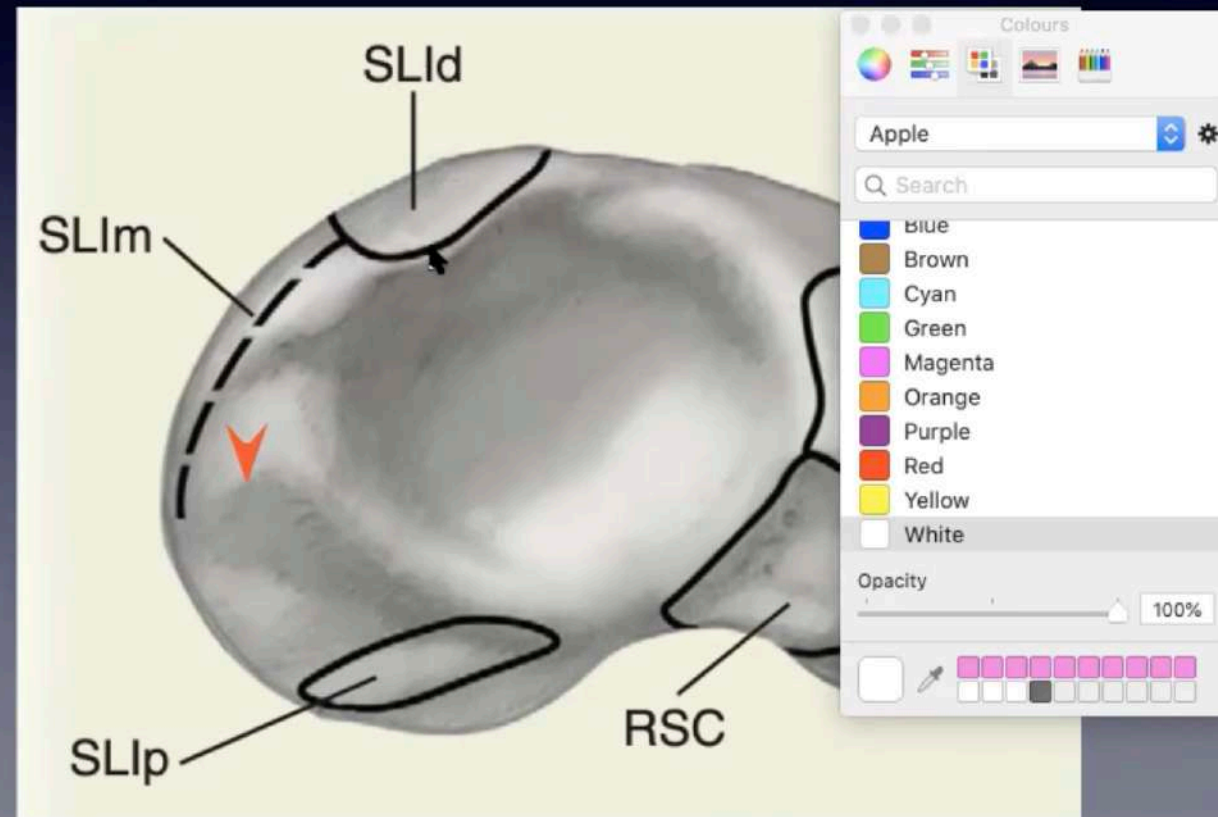 SLId
SLIm
SLIp
RSC
Colours
Apple
Search
Blue
Brown
Cyan
Green
Magenta
Orange
Purple
Red
Yellow
White
Opacity
100%